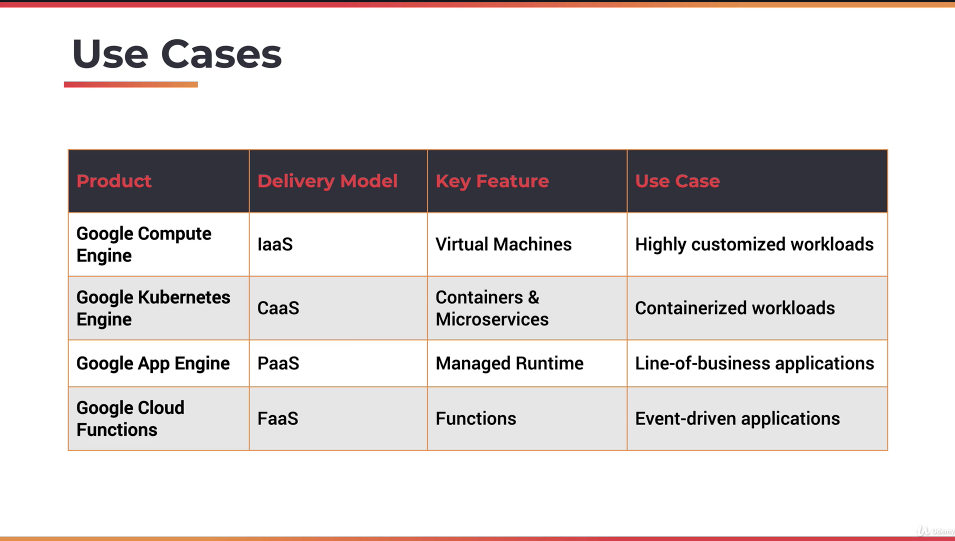 Use Cases
Product
Delivery Model
Key Feature
Use Case
Google Compute
Engine
IaaS
Virtual Machines
Highly customized workloads
Google Kubernetes
Engine
CaaS
Containers &
Microservices
Containerized workloads
Google App Engine
PaaS
Managed Runtime
Line-of-business applications
Google Cloud
Functions
FaaS
Functions
Event-driven applications